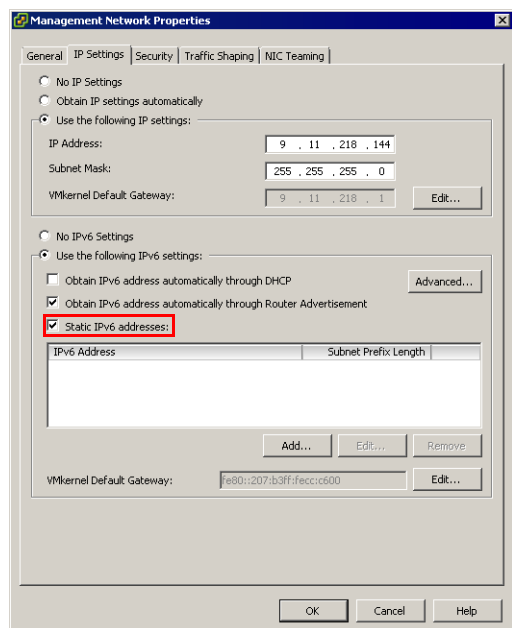 Management Network Properties
General IP Settings Security Traffic Shaping NIC Teaming
No IP Settings
Obtain IP settings automatically
Use the following IP settings:
IP Address: 9 . 11 . 218 . 144
Subnet Mask: 255 . 255 . 255 . 0
VMkernel Default Gateway: 9 . 11 . 218 . 1 Edit...
No IPv6 Settings
Use the following IPv6 settings:
Obtain IPv6 address automatically through DHCP Advanced...
Obtain IPv6 address automatically through Router Advertisement
Static IPv6 addresses:
IPv6 Address Subnet Prefix Length
Add... Edit... Remove
VMkernel Default Gateway: fe80::207:b3ff:fecc:c600 Edit...
OK Cancel Help